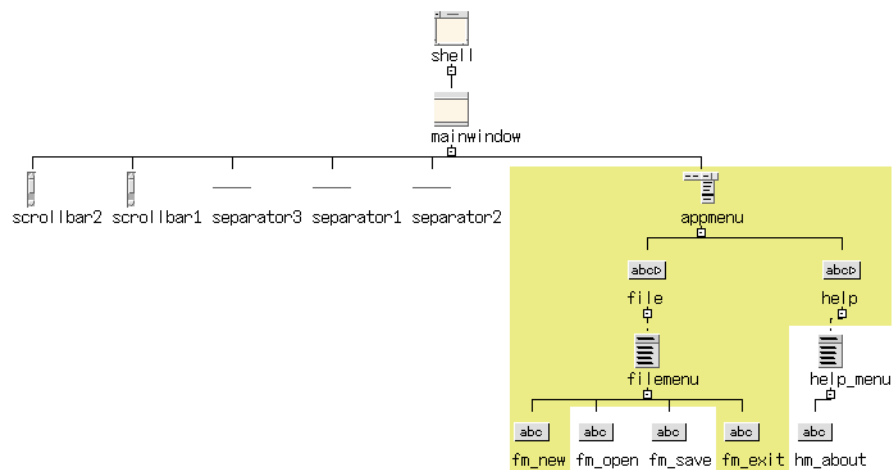 shell
mainwindow
scrollbar2 scrollbar1 separator3 separator1 separator2 appmenu
abc abc
file help
filemenu help_menu
abc abc abc abc abc
fm_new fm_open fm_save fm_exit hm_about